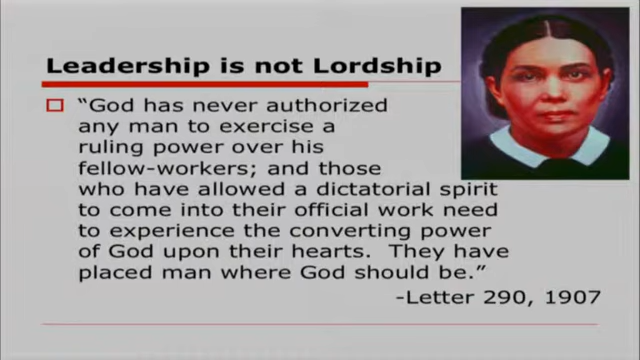 Leadership is not Lordship
“God has never authorized
any man to exercise a
ruling power over his
fellow-workers; and those
who have allowed a dictatorial spirit
to come into their official work need
to experience the converting power
of God upon their hearts.  They have
placed man where God should be.”
-Letter 290, 1907